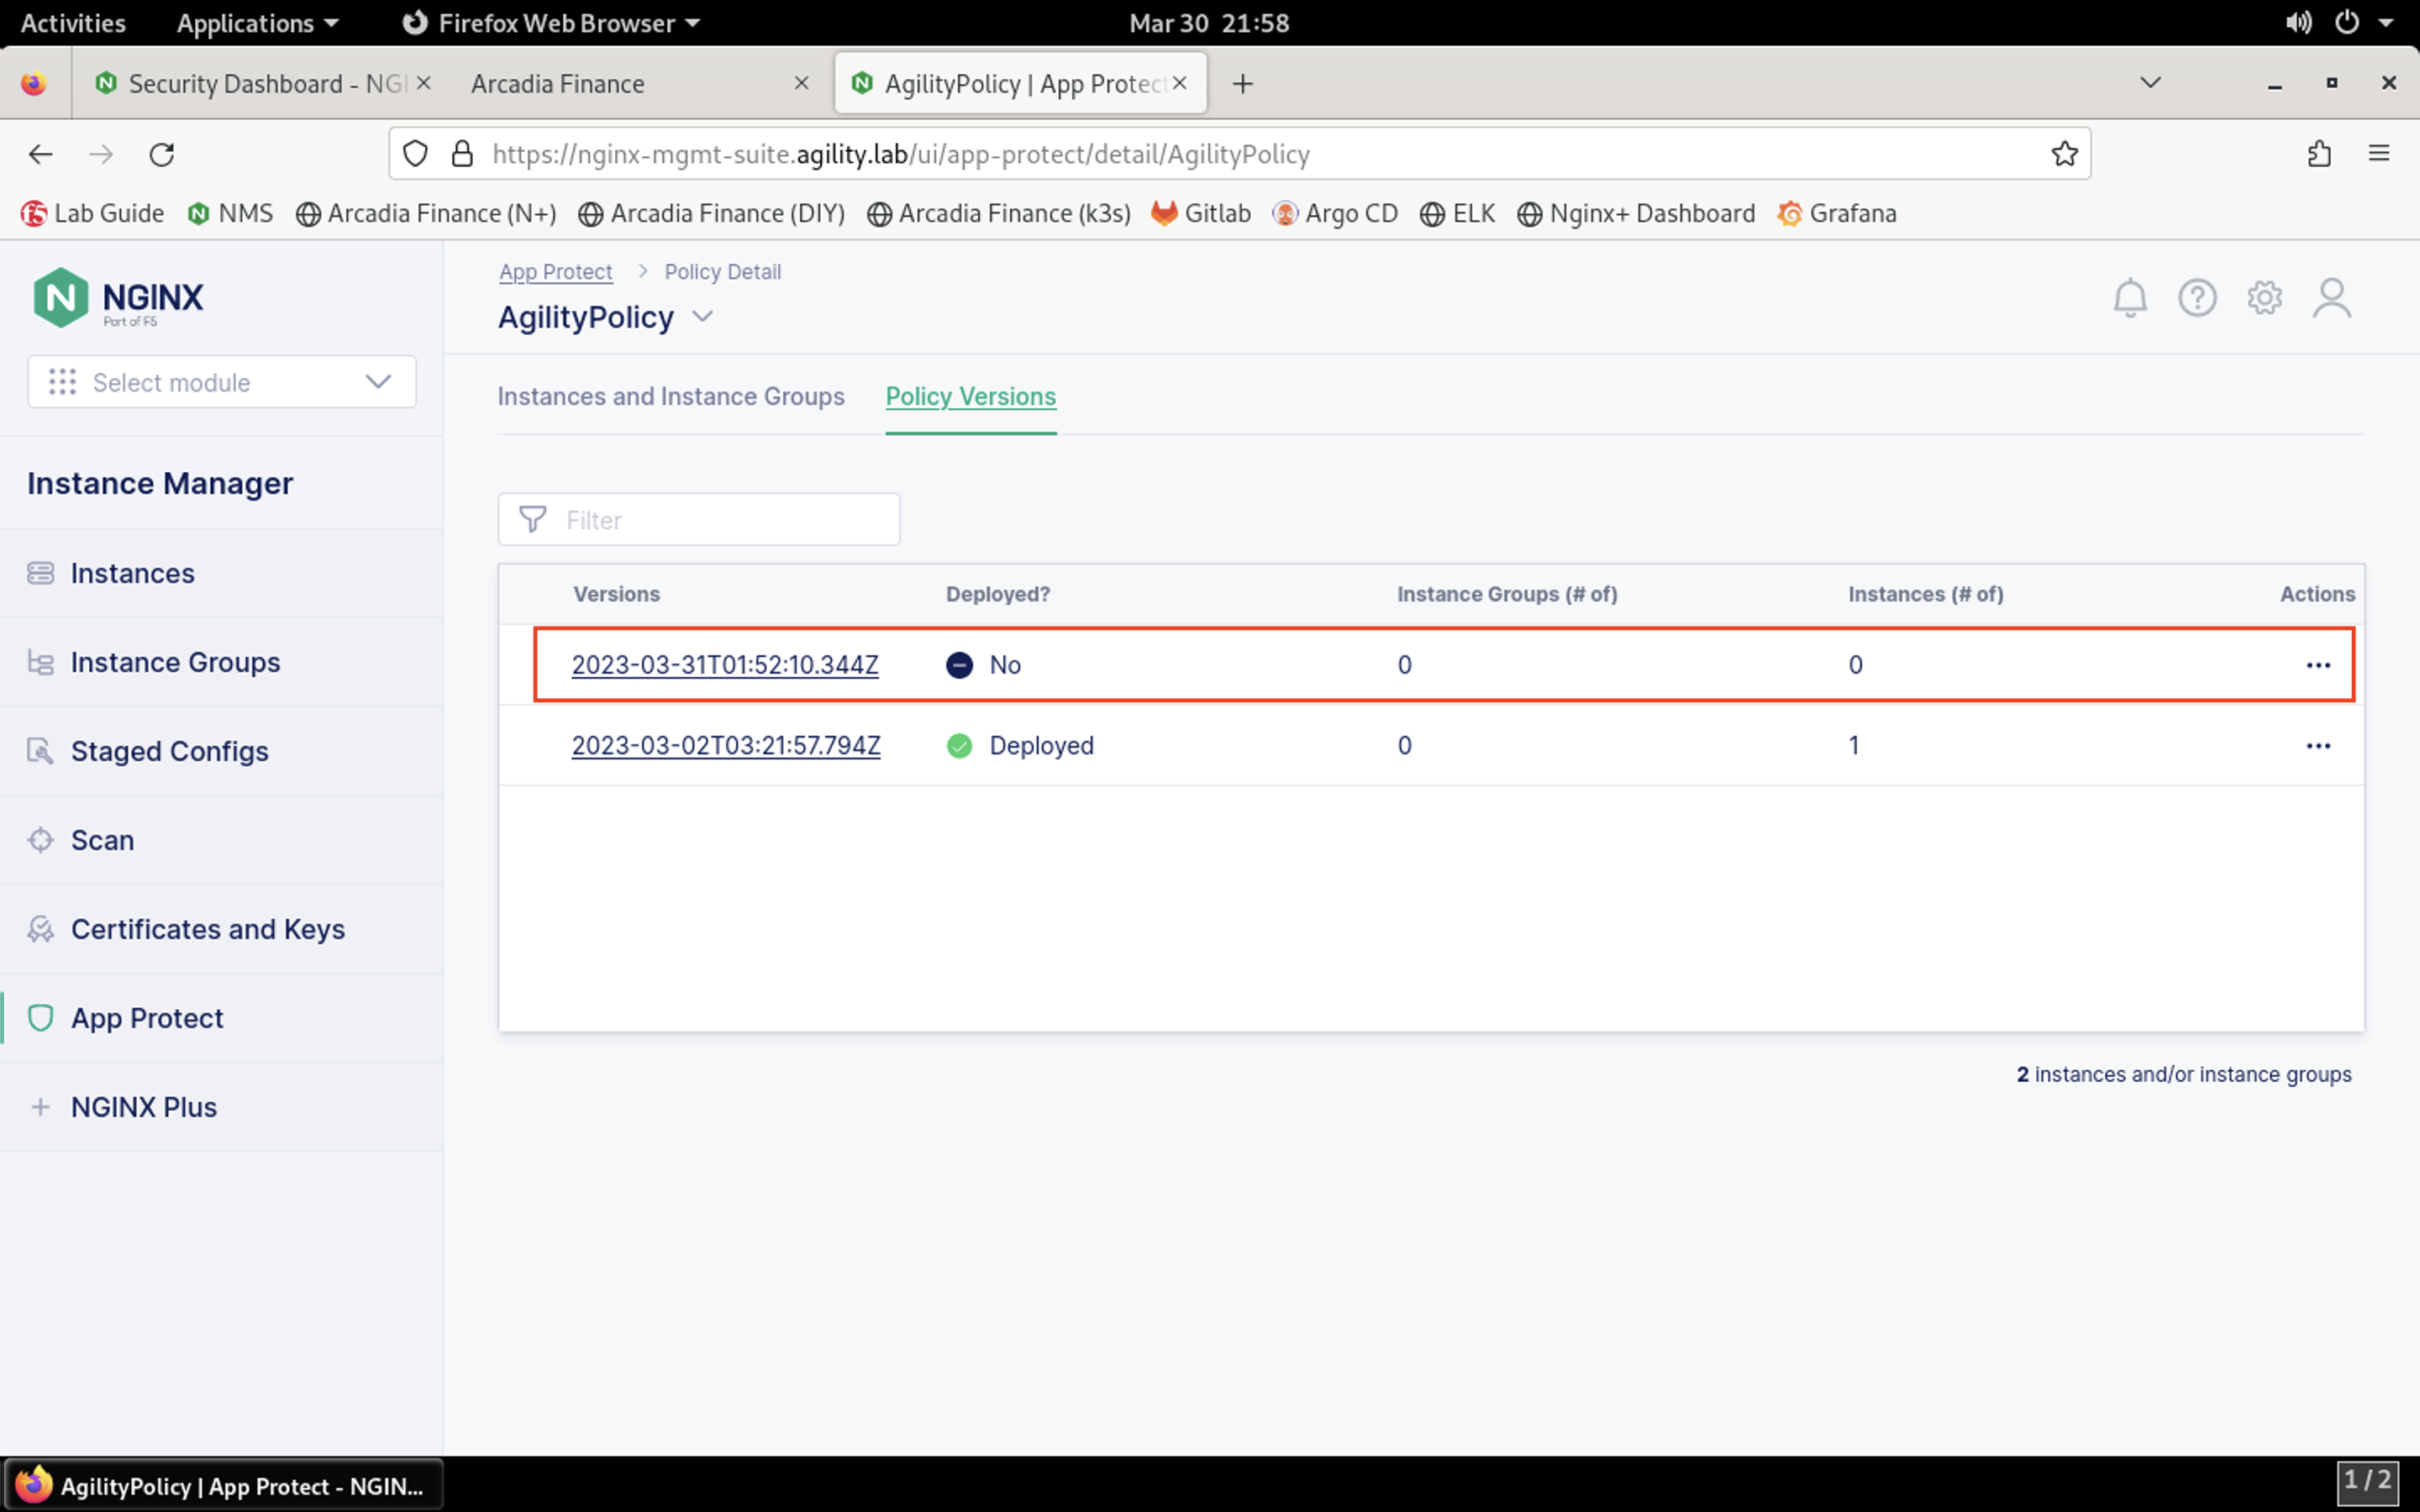 Activities Applications Firefox Web Browser Mar 30 21:58
Security Dashboard - NGI Arcadia Finance AgilityPolicy | App Protect
https://nginx-mgmt-suite.agility.lab/ui/app-protect/detail/AgilityPolicy
Lab Guide NMS Arcadia Finance (N+) Arcadia Finance (DIY) Arcadia Finance (k3s) Gitlab Argo CD ELK Nginx+ Dashboard Grafana
NGINX
Part of F5
Select module
Instance Manager
Instances
Instance Groups
Staged Configs
Scan
Certificates and Keys
App Protect
NGINX Plus
App Protect > Policy Detail
AgilityPolicy
Instances and Instance Groups Policy Versions
Filter
Versions Deployed? Instance Groups (# of) Instances (# of) Actions
2023-03-31T01:52:10.344Z No 0 0 ...
2023-03-02T03:21:57.794Z Deployed 0 1 ...
2 instances and/or instance groups
AgilityPolicy | App Protect - NGIN... 1 / 2